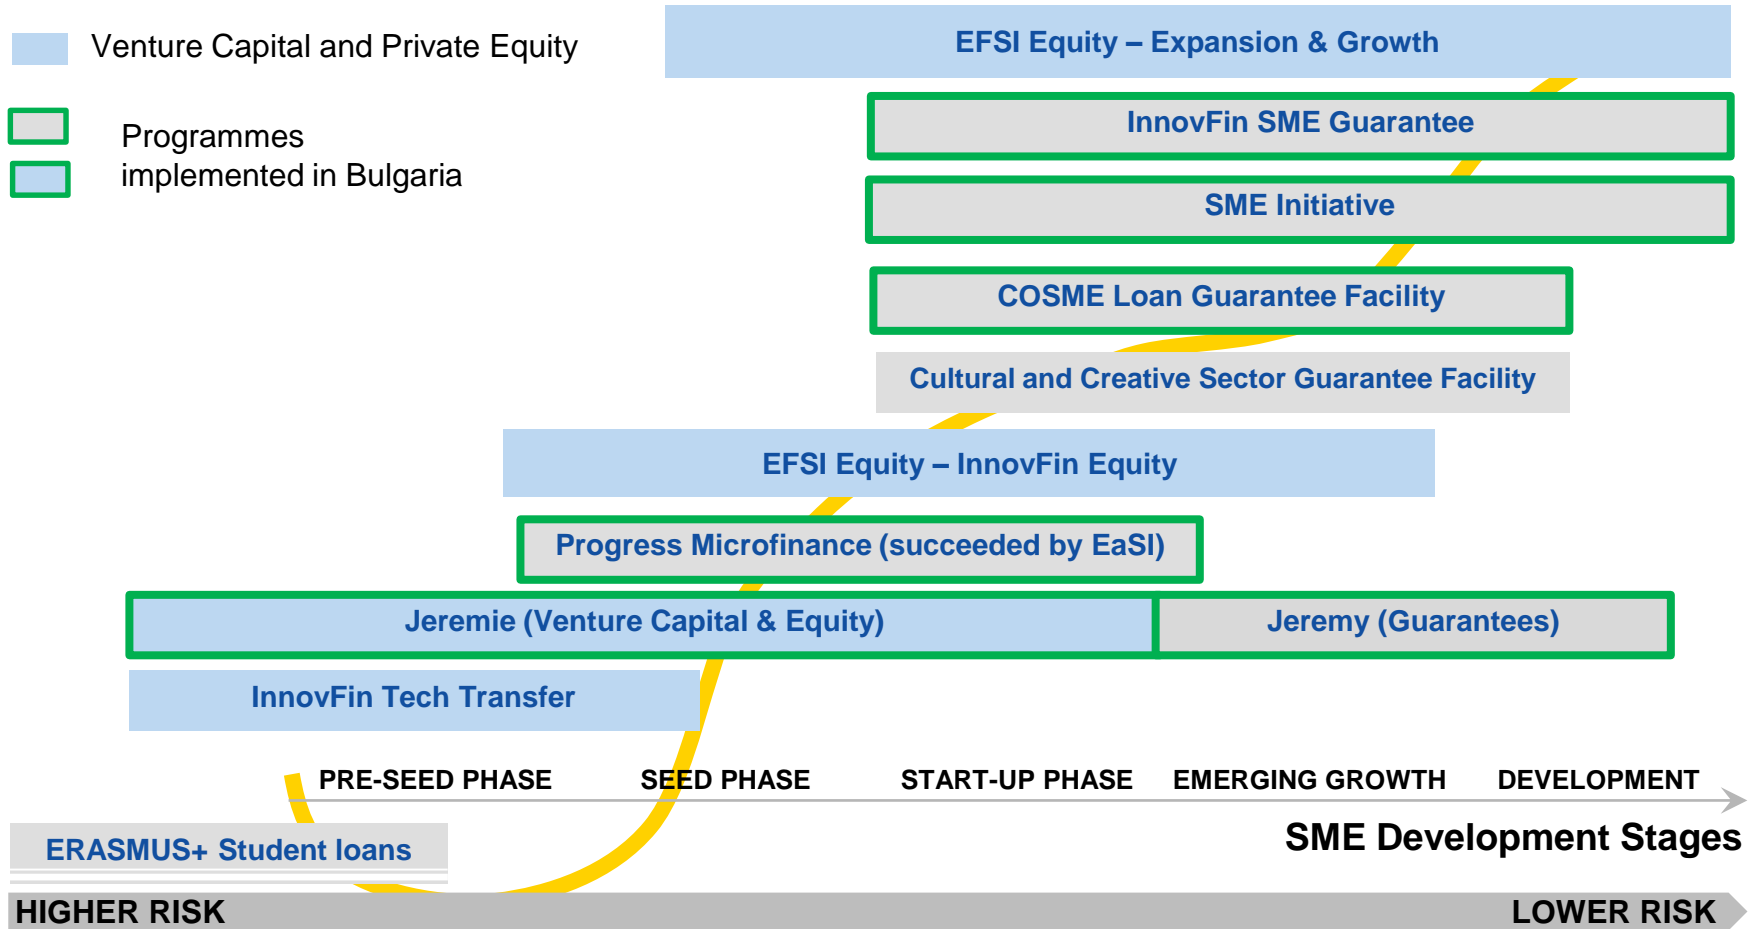 Venture Capital and Private Equity
Programmes
implemented in Bulgaria
EFSI Equity – Expansion & Growth
InnovFin SME Guarantee
SME Initiative
COSME Loan Guarantee Facility
Cultural and Creative Sector Guarantee Facility
EFSI Equity – InnovFin Equity
Progress Microfinance (succeeded by EaSI)
Jeremie (Venture Capital & Equity)
Jeremy (Guarantees)
InnovFin Tech Transfer
PRE-SEED PHASE
SEED PHASE
START-UP PHASE
EMERGING GROWTH
DEVELOPMENT
SME Development Stages
ERASMUS+ Student loans
HIGHER RISK
LOWER RISK